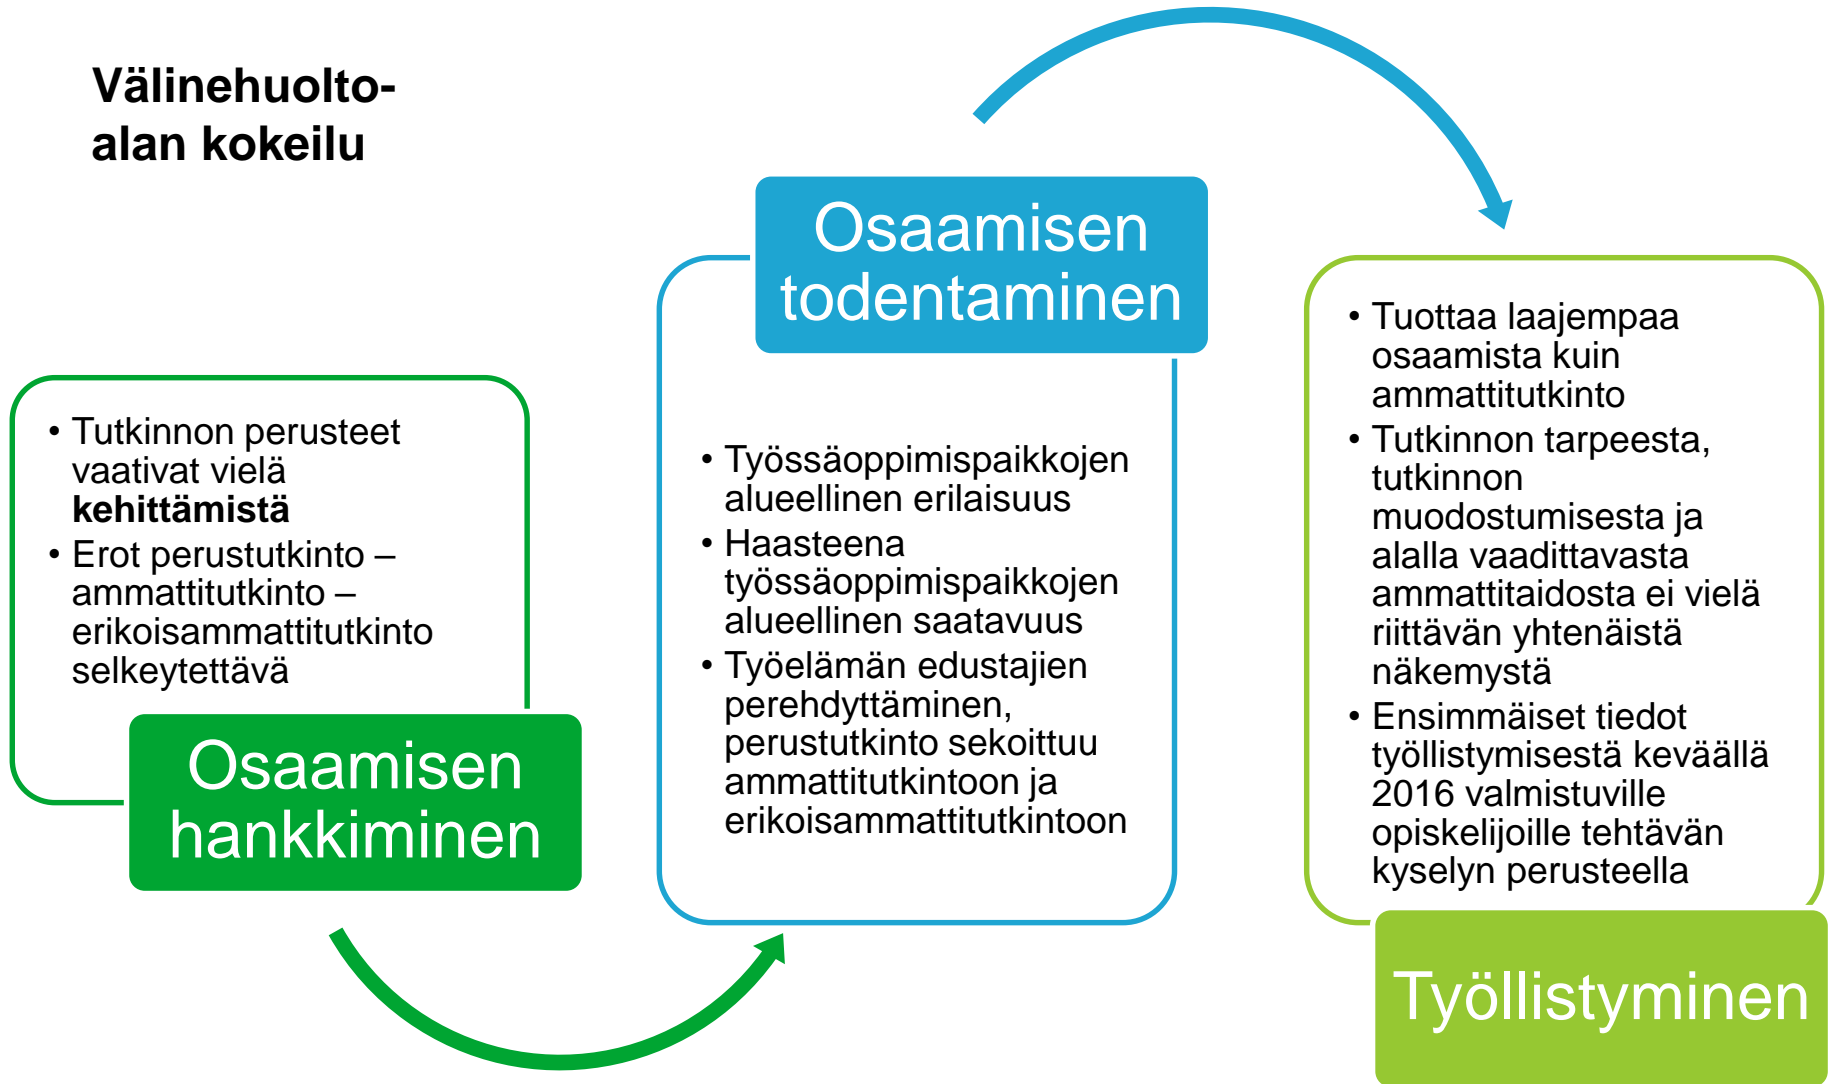 Välinehuolto-
alan kokeilu
• Tutkinnon perusteet
vaativat vielä
kehittämistä
• Erot perustutkinto –
ammattitutkinto –
erikoisammattitutkinto
selkeytettävä
Osaamisen
hankkiminen
Osaamisen
todentaminen
• Työssäoppimispaikkojen
alueellinen erilaisuus
• Haasteena
työssäoppimispaikkojen
alueellinen saatavuus
• Työelämän edustajien
perehdyttäminen,
perustutkinto sekoittuu
ammattitutkintoon ja
erikoisammattitutkintoon
• Tuottaa laajempaa
osaamista kuin
ammattitutkinto
• Tutkinnon tarpeesta,
tutkinnon
muodostumisesta ja
alalla vaadittavasta
ammattitaidosta ei vielä
riittävän yhtenäistä
näkemystä
• Ensimmäiset tiedot
työllistymisestä keväällä
2016 valmistuville
opiskelijoille tehtävän
kyselyn perusteella
Työllistyminen